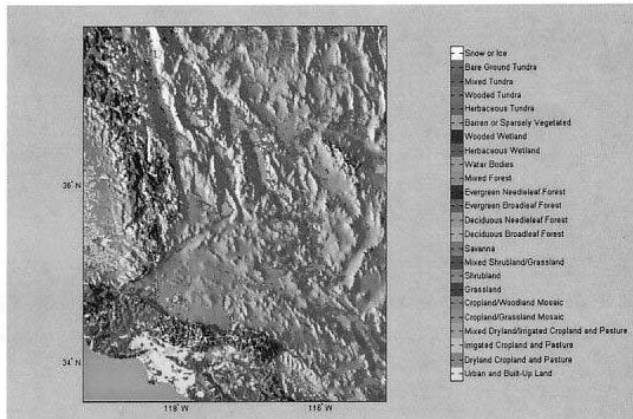 36° N
34° N
118° W
116° W
Snow or Ice
Bare Ground Tundra
Mixed Tundra
Wooded Tundra
Herbaceous Tundra
Barren or Sparsely Vegetated
Wooded Wetland
Herbaceous Wetland
Water Bodies
Mixed Forest
Evergreen Needleleaf Forest
Evergreen Broadleaf Forest
Deciduous Needleleaf Forest
Deciduous Broadleaf Forest
Savanna
Mixed Shrubland/Grassland
Shrubland
Grassland
Cropland/Woodland Mosaic
Cropland/Grassland Mosaic
Mixed Dryland/Irrigated Cropland and Pasture
Irrigated Cropland and Pasture
Dryland Cropland and Pasture
Urban and Built-Up Land